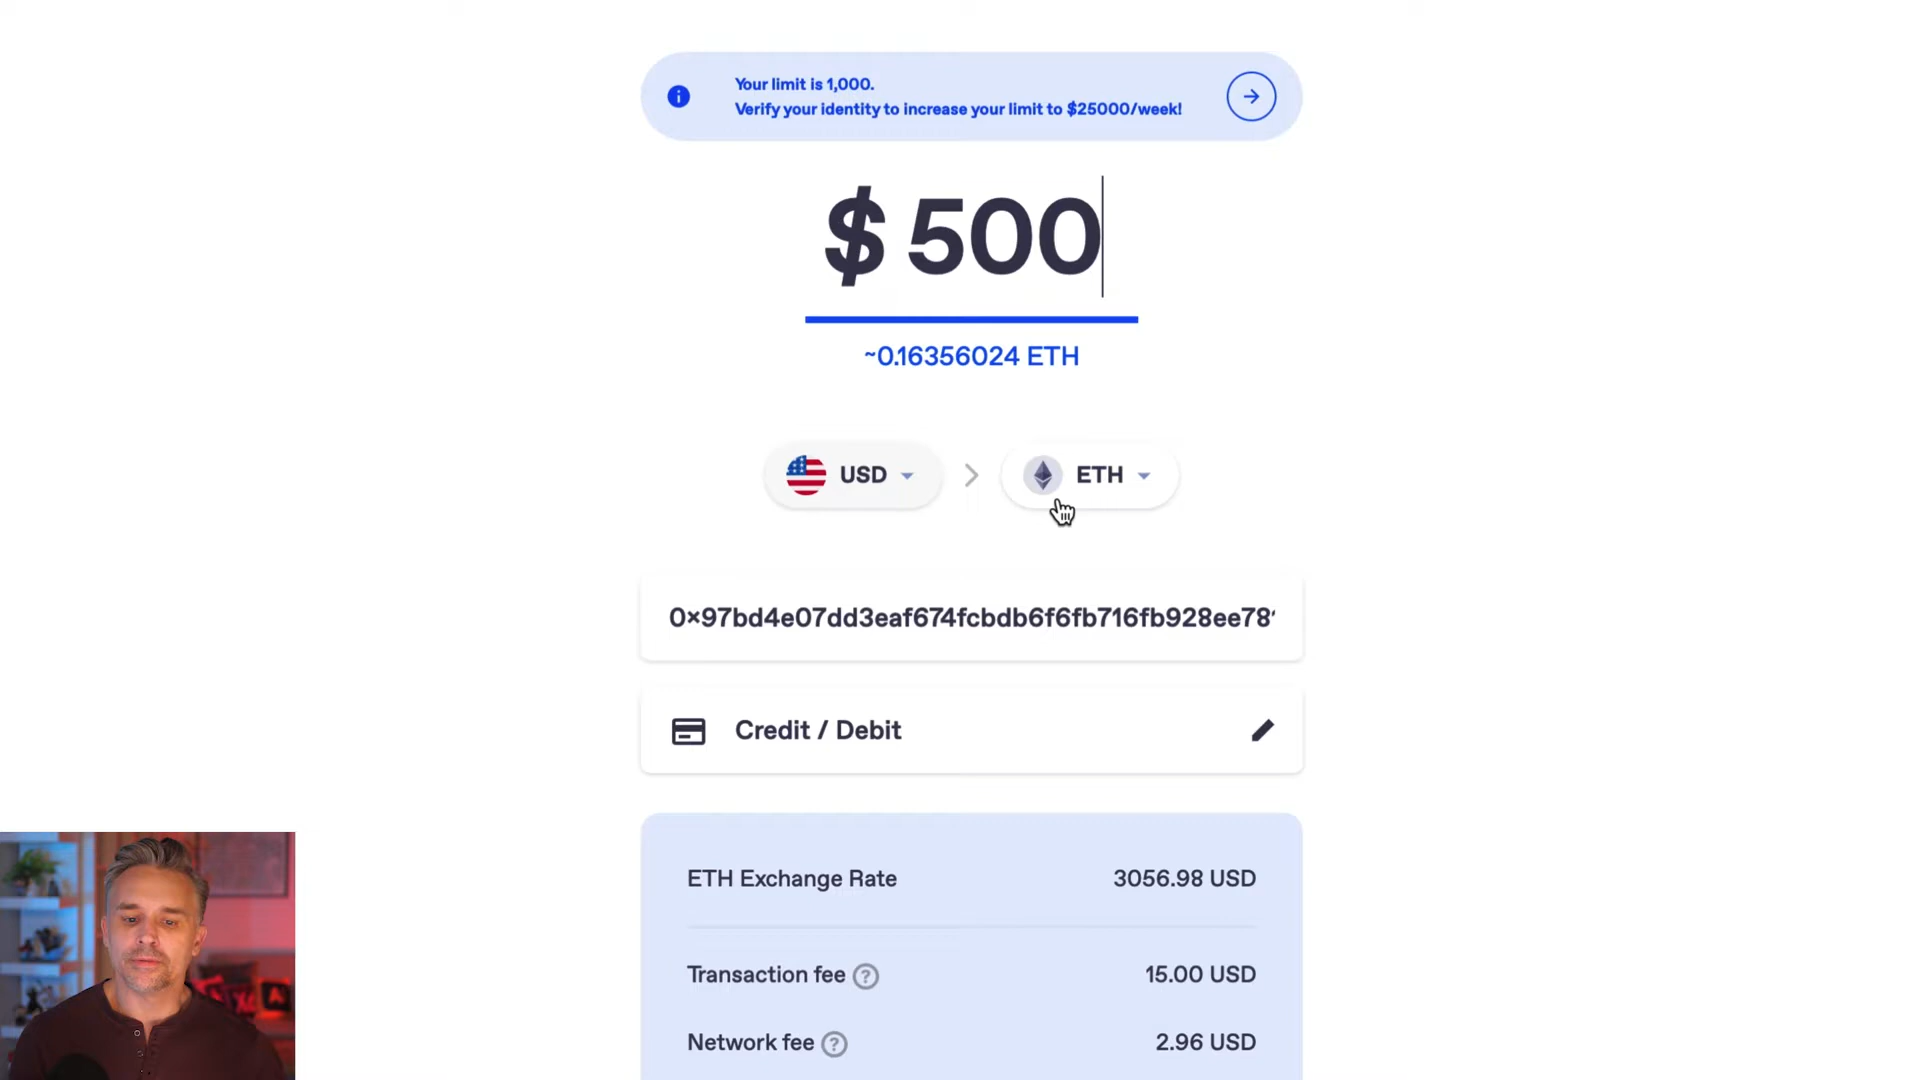 Your limit is 1,000.
Verify your identity to increase your limit to $25000/week!
$ 500
~0.16356024 ETH
USD
ETH
0×97bd4e07dd3eaf674fcbdb6f6fb716fb928ee78
Credit / Debit
ETH Exchange Rate 3056.98 USD
Transaction fee ? 15.00 USD
Network fee ? 2.96 USD